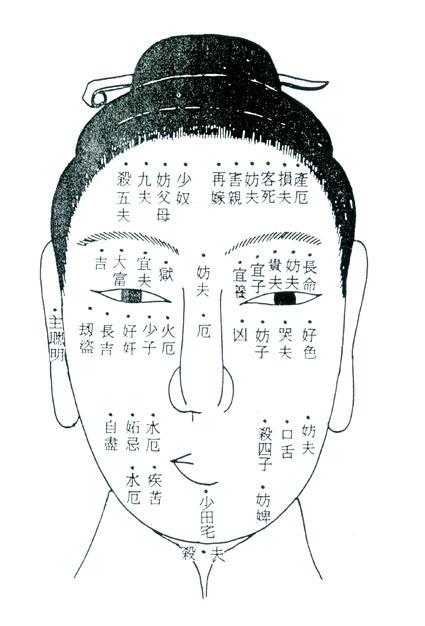 產厄
損夫
客死
妨夫
害親
再嫁
少奴
妨父母
九夫
殺五夫
長命
妨夫
貴夫
宜子
宜養
妨夫
獄
宜夫
大富
吉
好色
哭夫
妨子
凶
厄
火厄
少子
好奸
長吉
刼盜
主聰明
妨夫
口舌
殺四子
水厄
妬忌
自盡
妨婢
少田宅
疾苦
水厄
殺夫